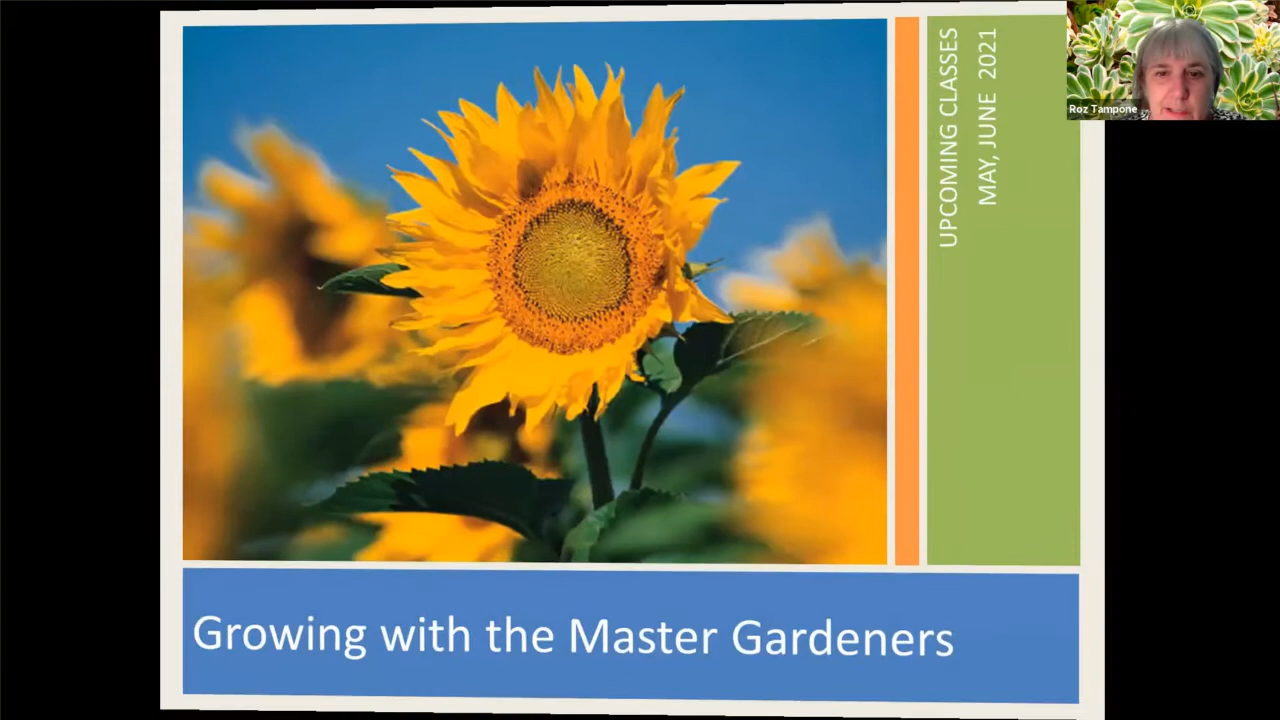 UPCOMING CLASSES
MAY, JUNE 2021
Roz Tampone
Growing with the Master Gardeners